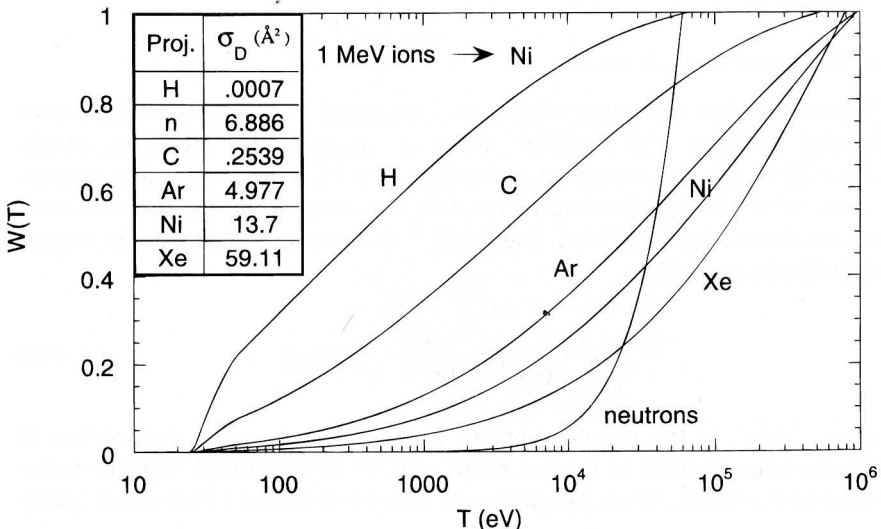 Proj. σD (Å²)
H .0007
n 6.886
C .2539
Ar 4.977
Ni 13.7
Xe 59.11
1 MeV ions → Ni
W(T)
1
0.8
0.6
0.4
0.2
0
H
C
Ar
Ni
Xe
neutrons
10 100 1000 10⁴ 10⁵ 10⁶
T (eV)